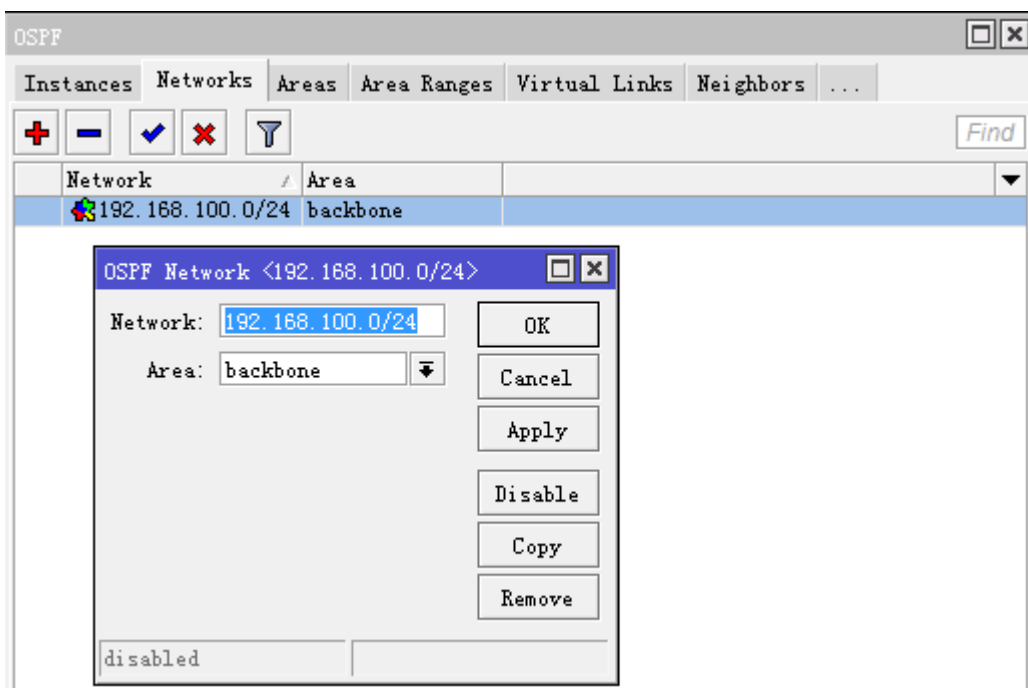 OSPF
Instances Networks Areas Area Ranges Virtual Links Neighbors ...
Find
Network Area
192.168.100.0/24 backbone
OSPF Network <192.168.100.0/24>
Network: 192.168.100.0/24 OK
Area: backbone Cancel
Apply
Disable
Copy
Remove
disabled